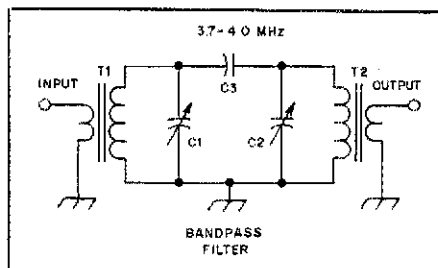 3.7-4.0 MHz
INPUT
T1
C3
T2
OUTPUT
C1
C2
BANDPASS
FILTER